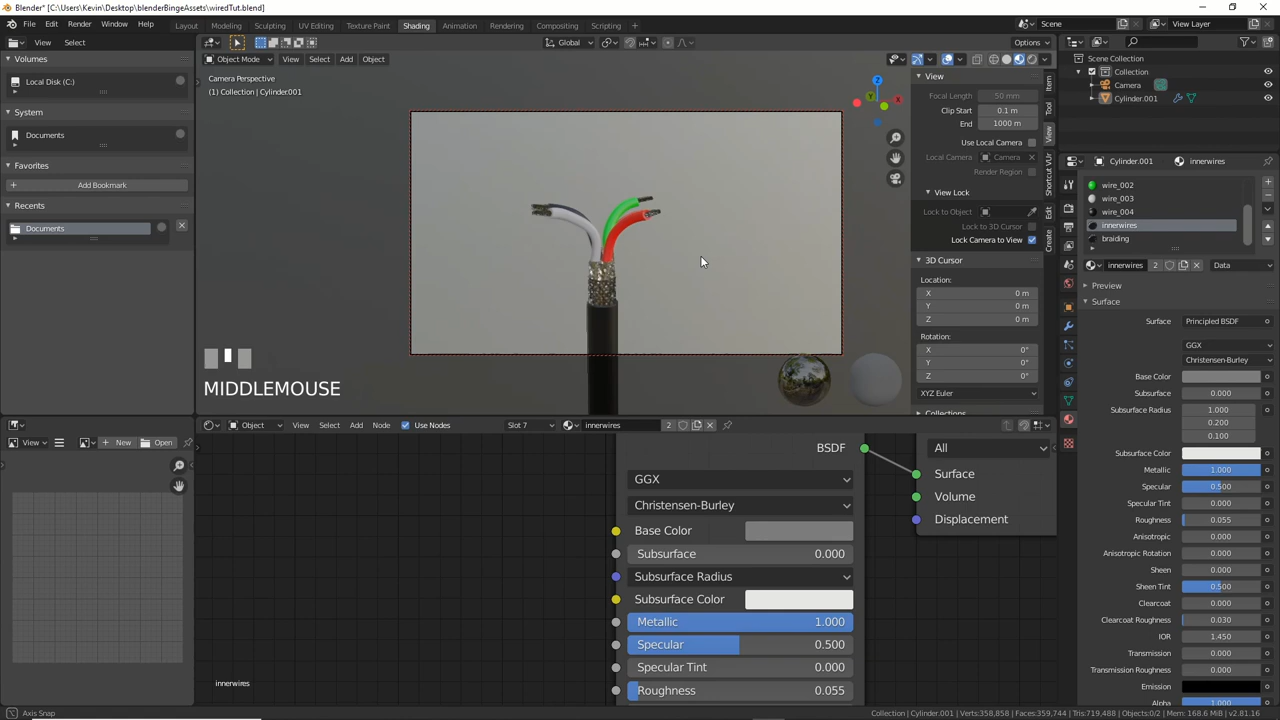 Blender* [C:\Users\Kevin\Desktop\blenderBingeAssets\wiredTut.blend]
File Edit Render Window Help Layout Modeling Sculpting UV Editing Texture Paint Shading Animation Rendering Compositing Scripting + Scene View Layer
View Select
Global
Options
Object Mode View Select Add Object
Volumes
Local Disk (C:)
System
Documents
Favorites
Add Bookmark
Recents
Documents
Camera Perspective
(1) Collection | Cylinder.001
Z
X
Y
MIDDLEMOUSE
View
Focal Length 50 mm
Clip Start 0.1 m
End 1000 m
Use Local Camera
Local Camera Camera
Render Region
View Lock
Lock to Object
Lock to 3D Cursor
Lock Camera to View
3D Cursor
Location:
X 0 m
Y 0 m
Z 0 m
Rotation:
X 0°
Y 0°
Z 0°
XYZ Euler
Collections
Item
Tool
View
Shortcut VUr
Edit
Create
Scene Collection
Collection
Camera
Cylinder.001
Cylinder.001 innerwires
wire_002
wire_003
wire_004
innerwires
braiding
innerwires 2 Data
Preview
Surface
Surface Principled BSDF
GGX
Christensen-Burley
Base Color
Subsurface 0.000
Subsurface Radius 1.000
0.200
0.100
Subsurface Color
Metallic 1.000
Specular 0.500
Specular Tint 0.000
Roughness 0.055
Anisotropic 0.000
Anisotropic Rotation 0.000
Sheen 0.000
Sheen Tint 0.500
Clearcoat 0.000
Clearcoat Roughness 0.030
IOR 1.450
Transmission 0.000
Transmission Roughness 0.000
Emission
Alpha 1.000
View New Open
Object View Select Add Node Use Nodes Slot 7 innerwires 2
BSDF
GGX
Christensen-Burley
Base Color
Subsurface 0.000
Subsurface Radius
Subsurface Color
Metallic 1.000
Specular 0.500
Specular Tint 0.000
Roughness 0.055
All
Surface
Volume
Displacement
innerwires
Axis Snap
Collection | Cylinder.001 | Verts:358,858 | Faces:359,744 | Tris:719,488 | Objects:0/2 | Mem: 168.6 MiB | v2.81.16